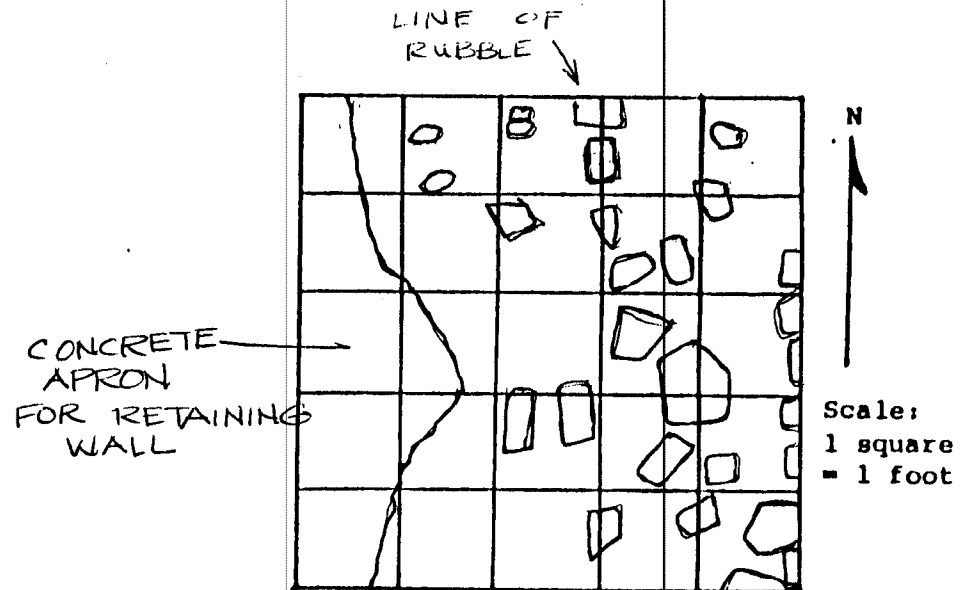 LINE OF
RUBBLE
N
CONCRETE
APRON
FOR RETAINING
WALL
Scale:
1 square
= 1 foot